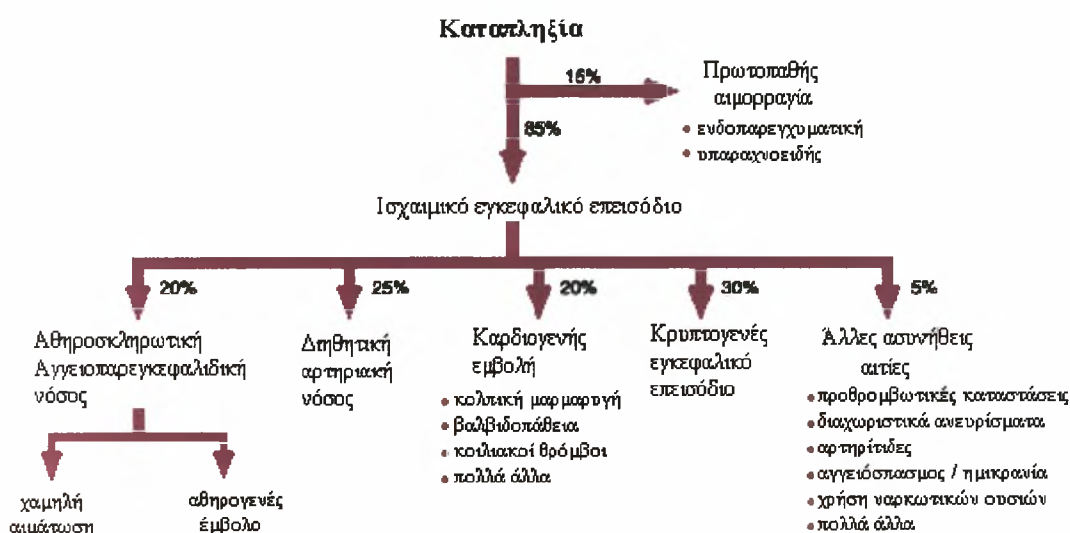 Καταπληξία
15%
Πρωτοπαθής
αιμορραγία
• ενδοπαρεγχυματική
• υπαραχνοειδής
85%
Ισχαιμικό εγκεφαλικό επεισόδιο
20%
25%
20%
30%
5%
Αθηροσκληρωτική
Αγγειοπαρεγκεφαλιδική
νόσος
Διηθητική
αρτηριακή
νόσος
Καρδιογενής
εμβολή
• κολπική μαρμαρυγή
• βαλβιδοπάθεια
• κοιλιακοί θρόμβοι
• πολλά άλλα
Κρυπτογενές
εγκεφαλικό
επεισόδιο
Άλλες ασυνήθεις
αιτίες
• προθρομβωτικές καταστάσεις
• διαχωριστικά ανευρίσματα
• αρτηρίτιδες
• αγγειόσπασμος / ημικρανία
• χρήση ναρκωτικών ουσιών
• πολλά άλλα
χαμηλή
αιμάτωση
αθηρογενές
έμβολο